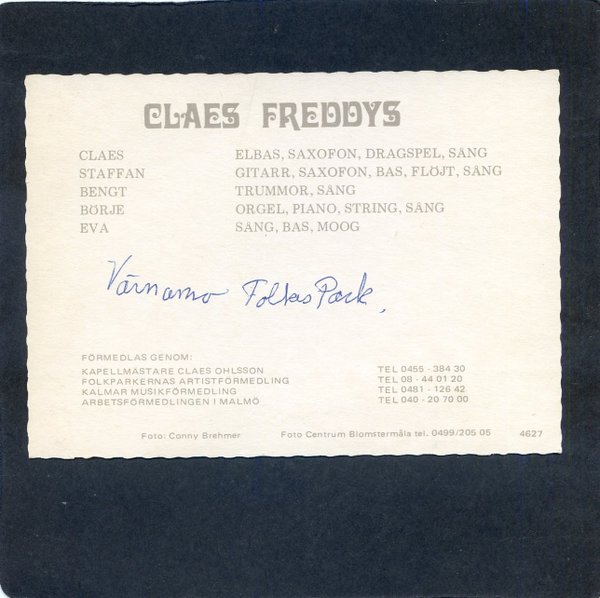 CLAES FREDDYS
CLAES ELBAS, SAXOFON, DRAGSPEL, SÅNG
STAFFAN GITARR, SAXOFON, BAS, FLÖJT, SÅNG
BENGT TRUMMOR, SÅNG
BÖRJE ORGEL, PIANO, STRING, SÅNG
EVA SÅNG, BAS, MOOG
Värnamo Folkets Park,
FÖRMEDLAS GENOM:
KAPELLMÄSTARE CLAES OHLSSON TEL 0455 - 384 30
FOLKPARKERNAS ARTISTFÖRMEDLING TEL 08 - 44 01 20
KALMAR MUSIKFÖRMEDLING TEL 0481 - 126 42
ARBETSFÖRMEDLINGEN I MALMÖ TEL 040 - 20 70 00
Foto: Conny Brehmer Foto Centrum Blomstermåla tel. 0499/205 05 4627